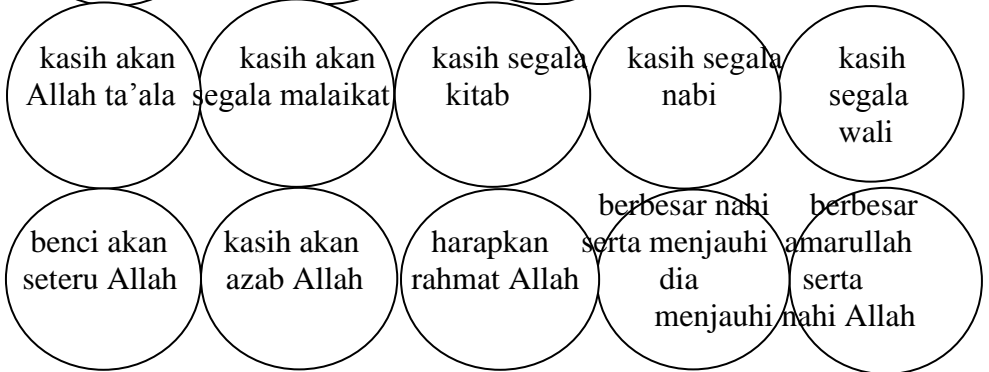 kasih akan kasih akan kasih segala kasih segala kasih
Allah ta’ala segala malaikat kitab nabi segala
wali
berbesar nahi berbesar
benci akan kasih akan harapkan serta menjauhi amarullah
seteru Allah azab Allah rahmat Allah dia serta
menjauhi nahi Allah